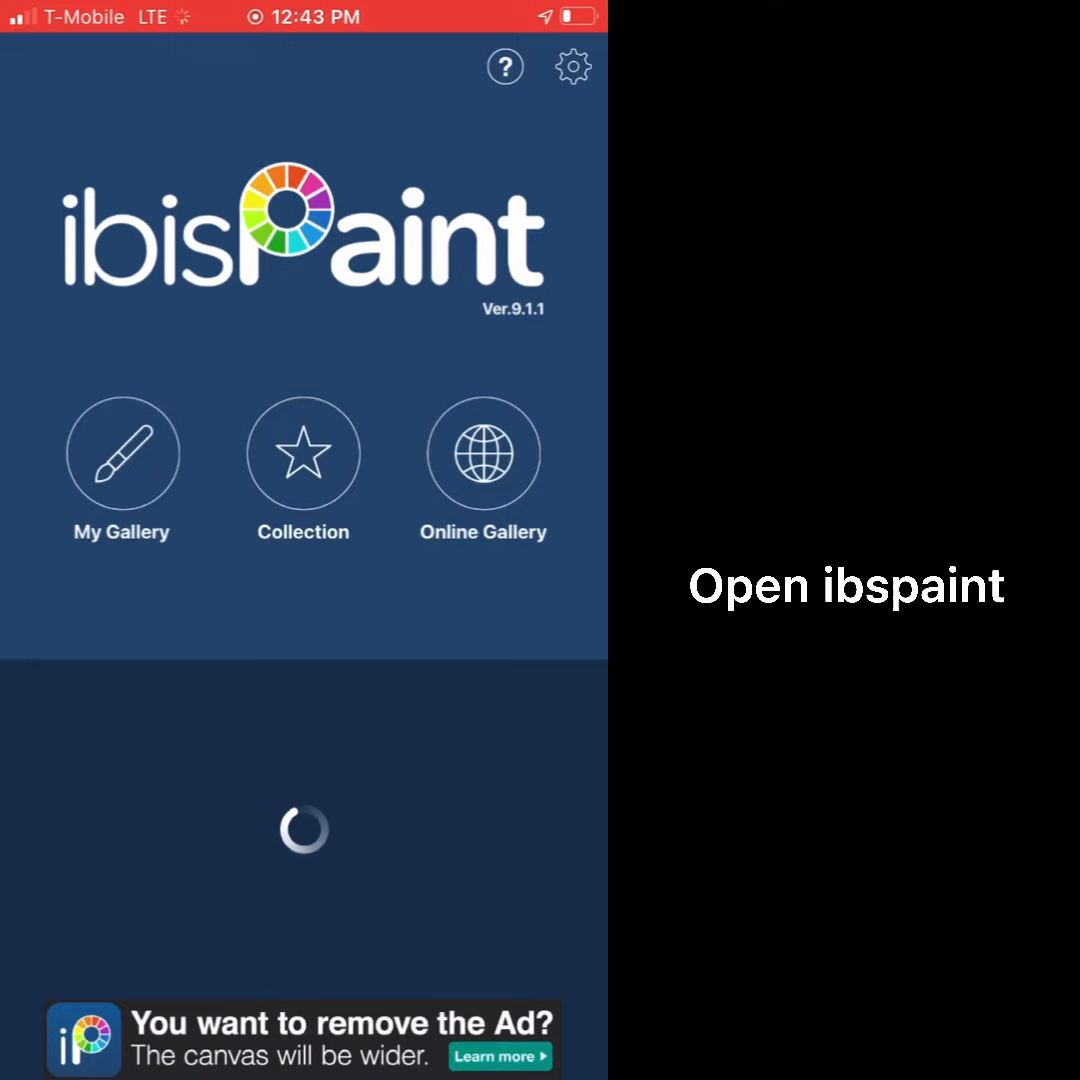 T-Mobile LTE 12:43 PM
?
ibisPaint
Ver.9.1.1
My Gallery Collection Online Gallery
Open ibspaint
iP
You want to remove the Ad?
The canvas will be wider. Learn more